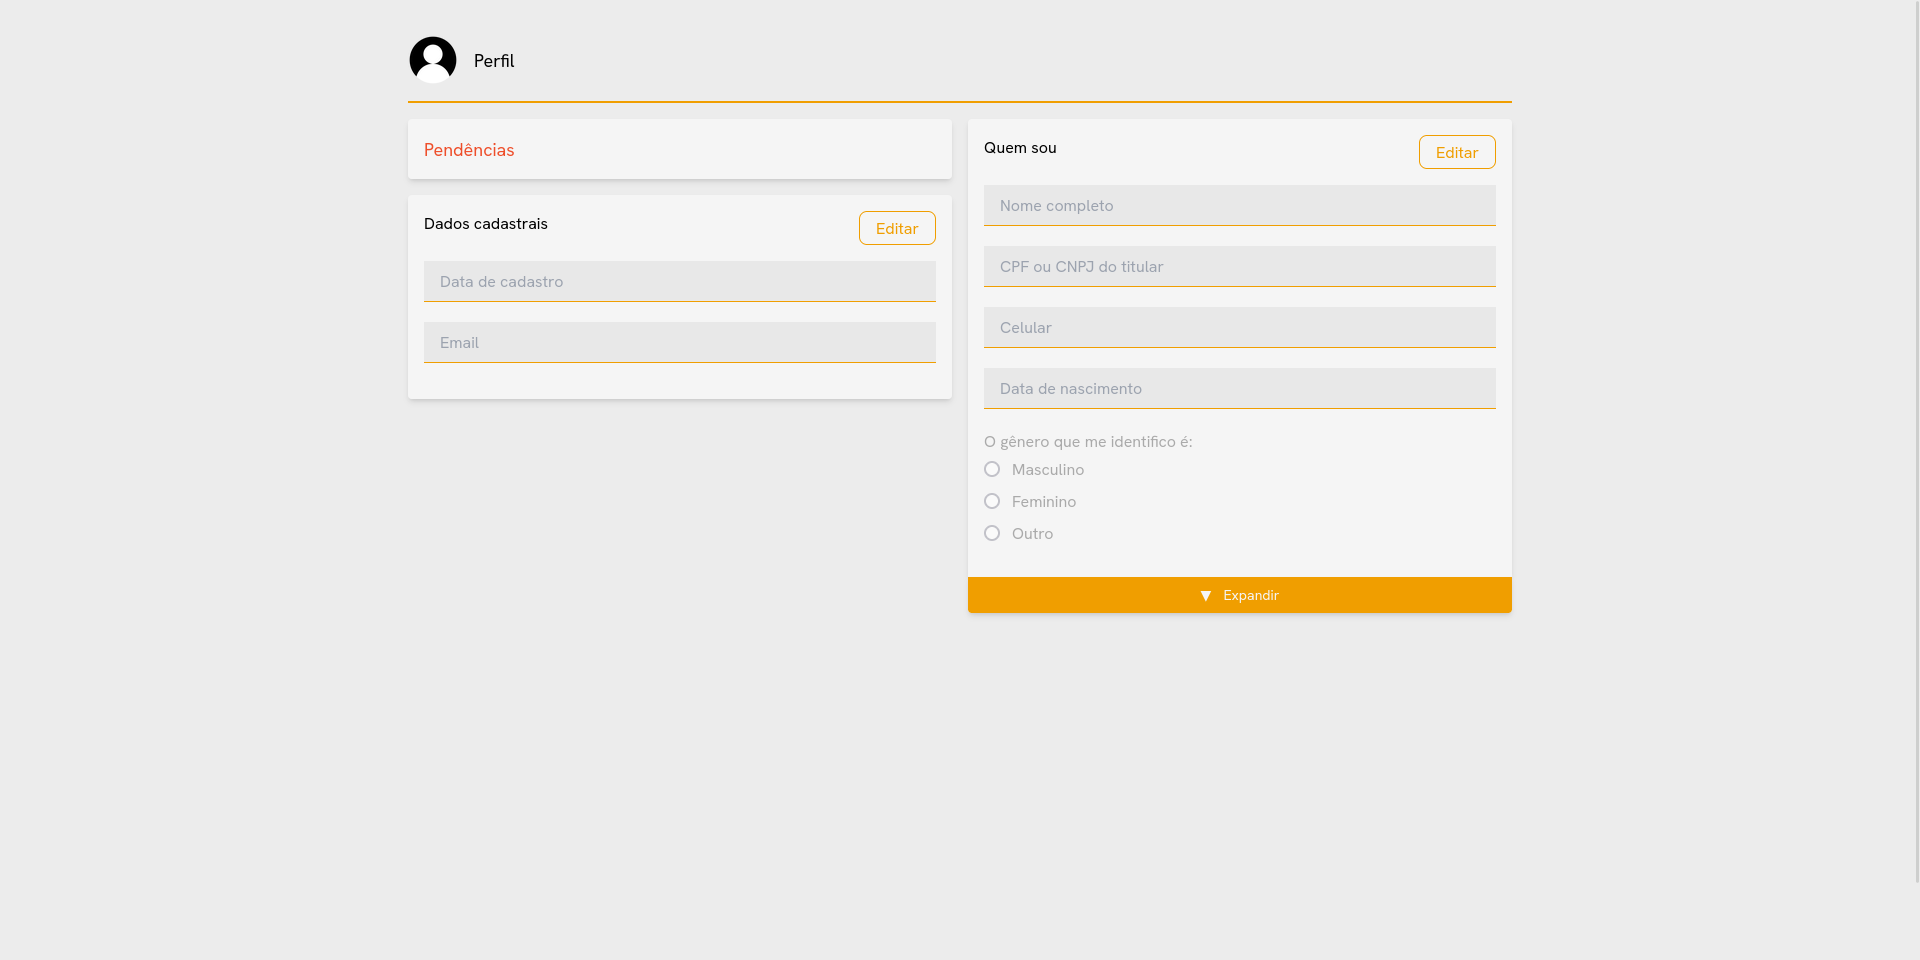 Perfil
Pendências
Dados cadastrais
Editar
Data de cadastro
Email
Quem sou
Editar
Nome completo
CPF ou CNPJ do titular
Celular
Data de nascimento
O gênero que me identifico é:
Masculino
Feminino
Outro
▼ Expandir